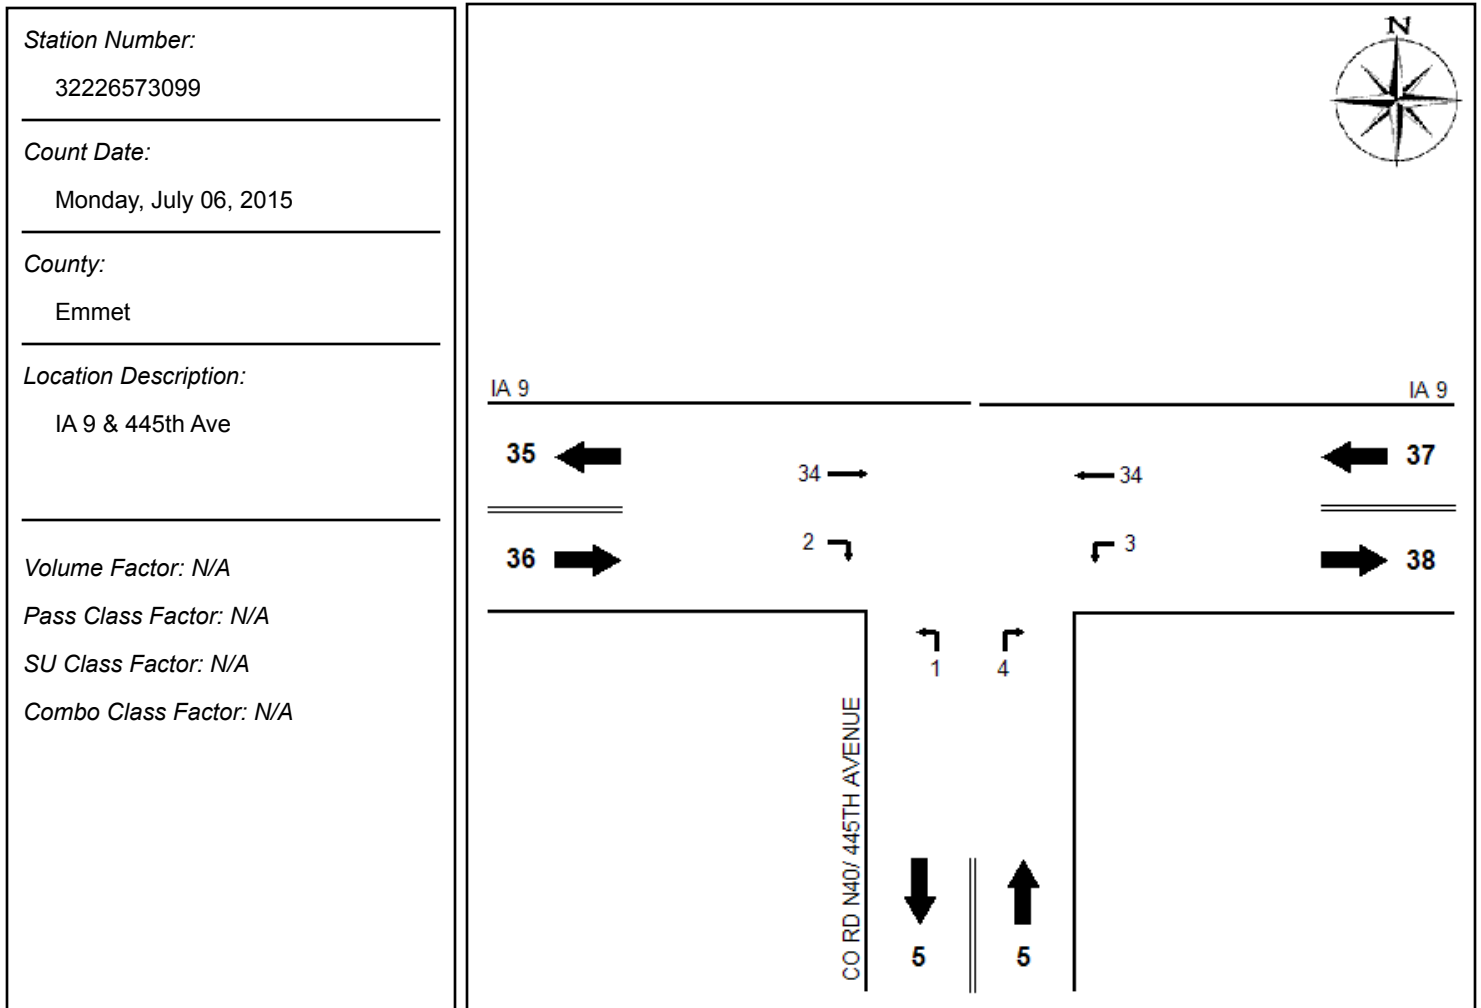 Station Number:
32226573099
Count Date:
Monday, July 06, 2015
County:
Emmet
Location Description:
IA 9 & 445th Ave
Volume Factor: N/A
Pass Class Factor: N/A
SU Class Factor: N/A
Combo Class Factor: N/A
N
IA 9
IA 9
35
34
34
37
36
2
3
38
1
4
CO RD N40/ 445TH AVENUE
5
5